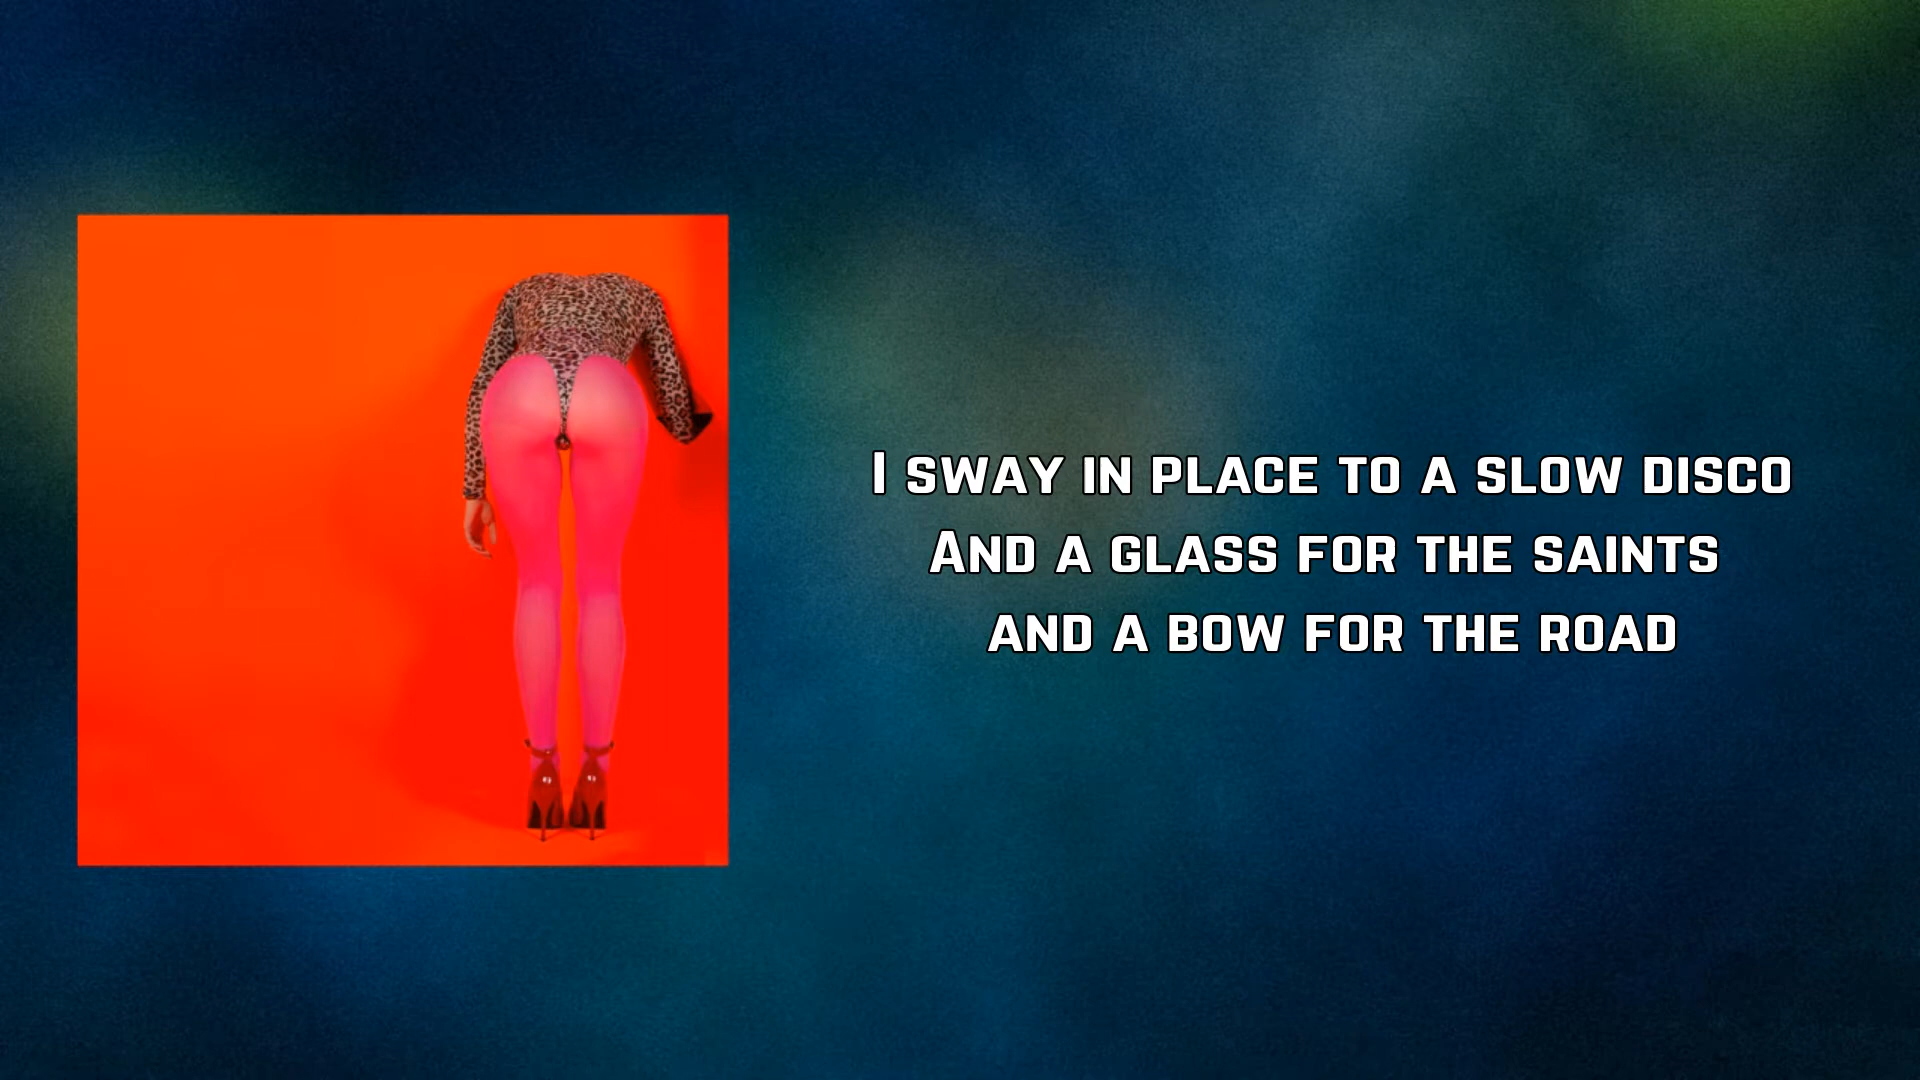 I sway in place to a slow disco
And a glass for the saints
and a bow for the road